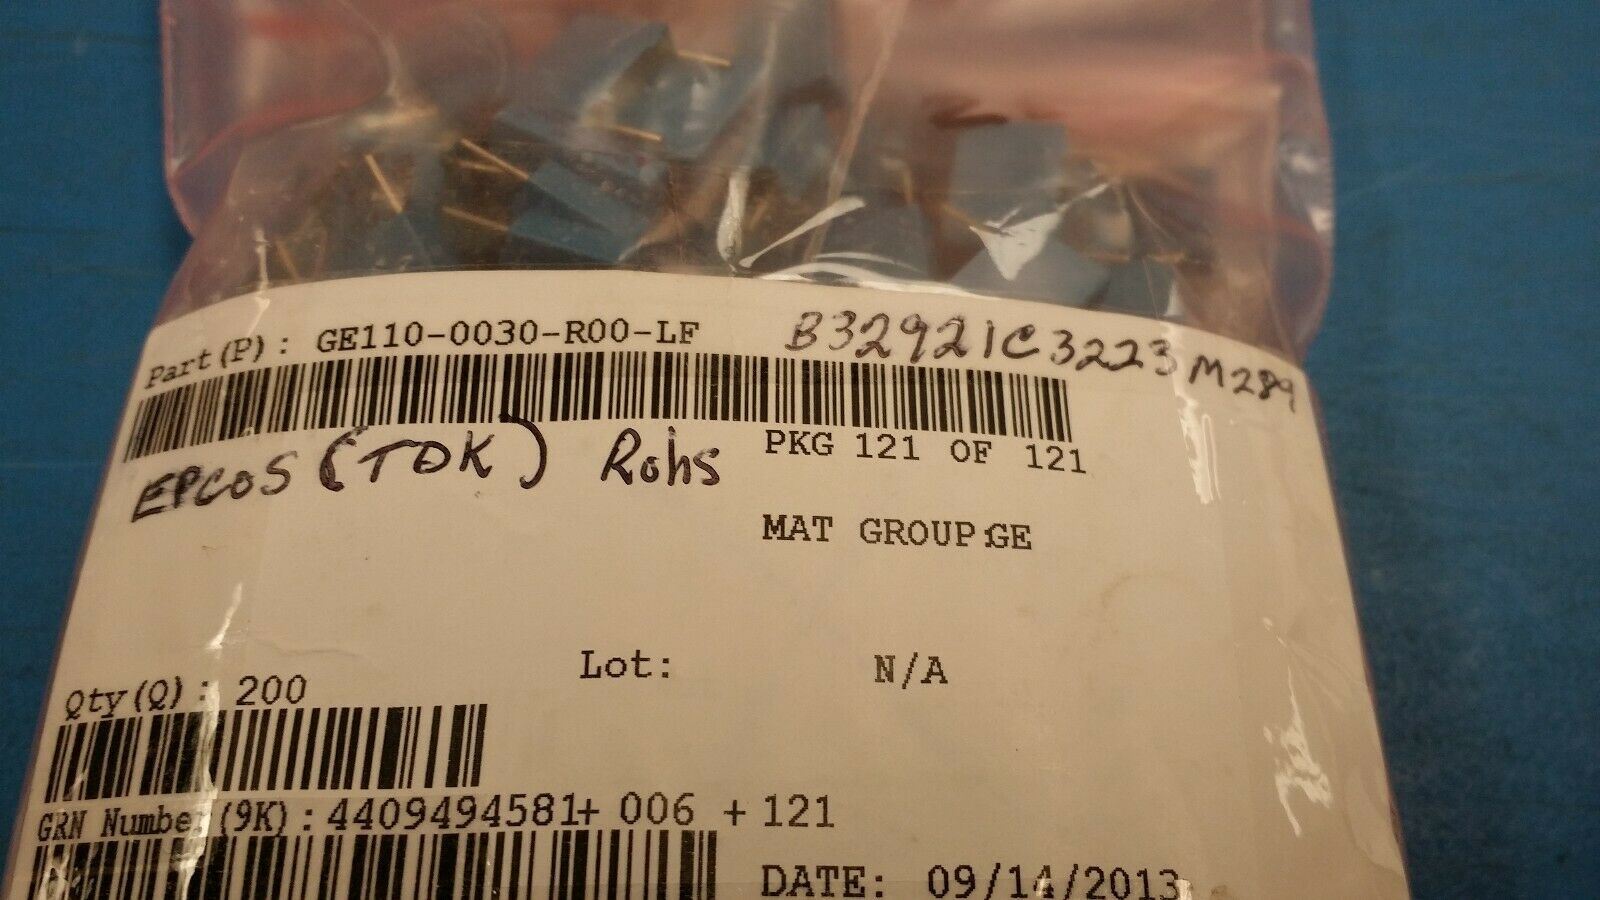 Part(P): GE110-0030-R00-LF B32921C3223M289
EPCOS (TDK) Rohs PKG 121 OF 121
MAT GROUP:GE
Lot: N/A
Qty(Q): 200
GRN Number(9K): 4409494581+ 006 + 121
DATE: 09/14/2013